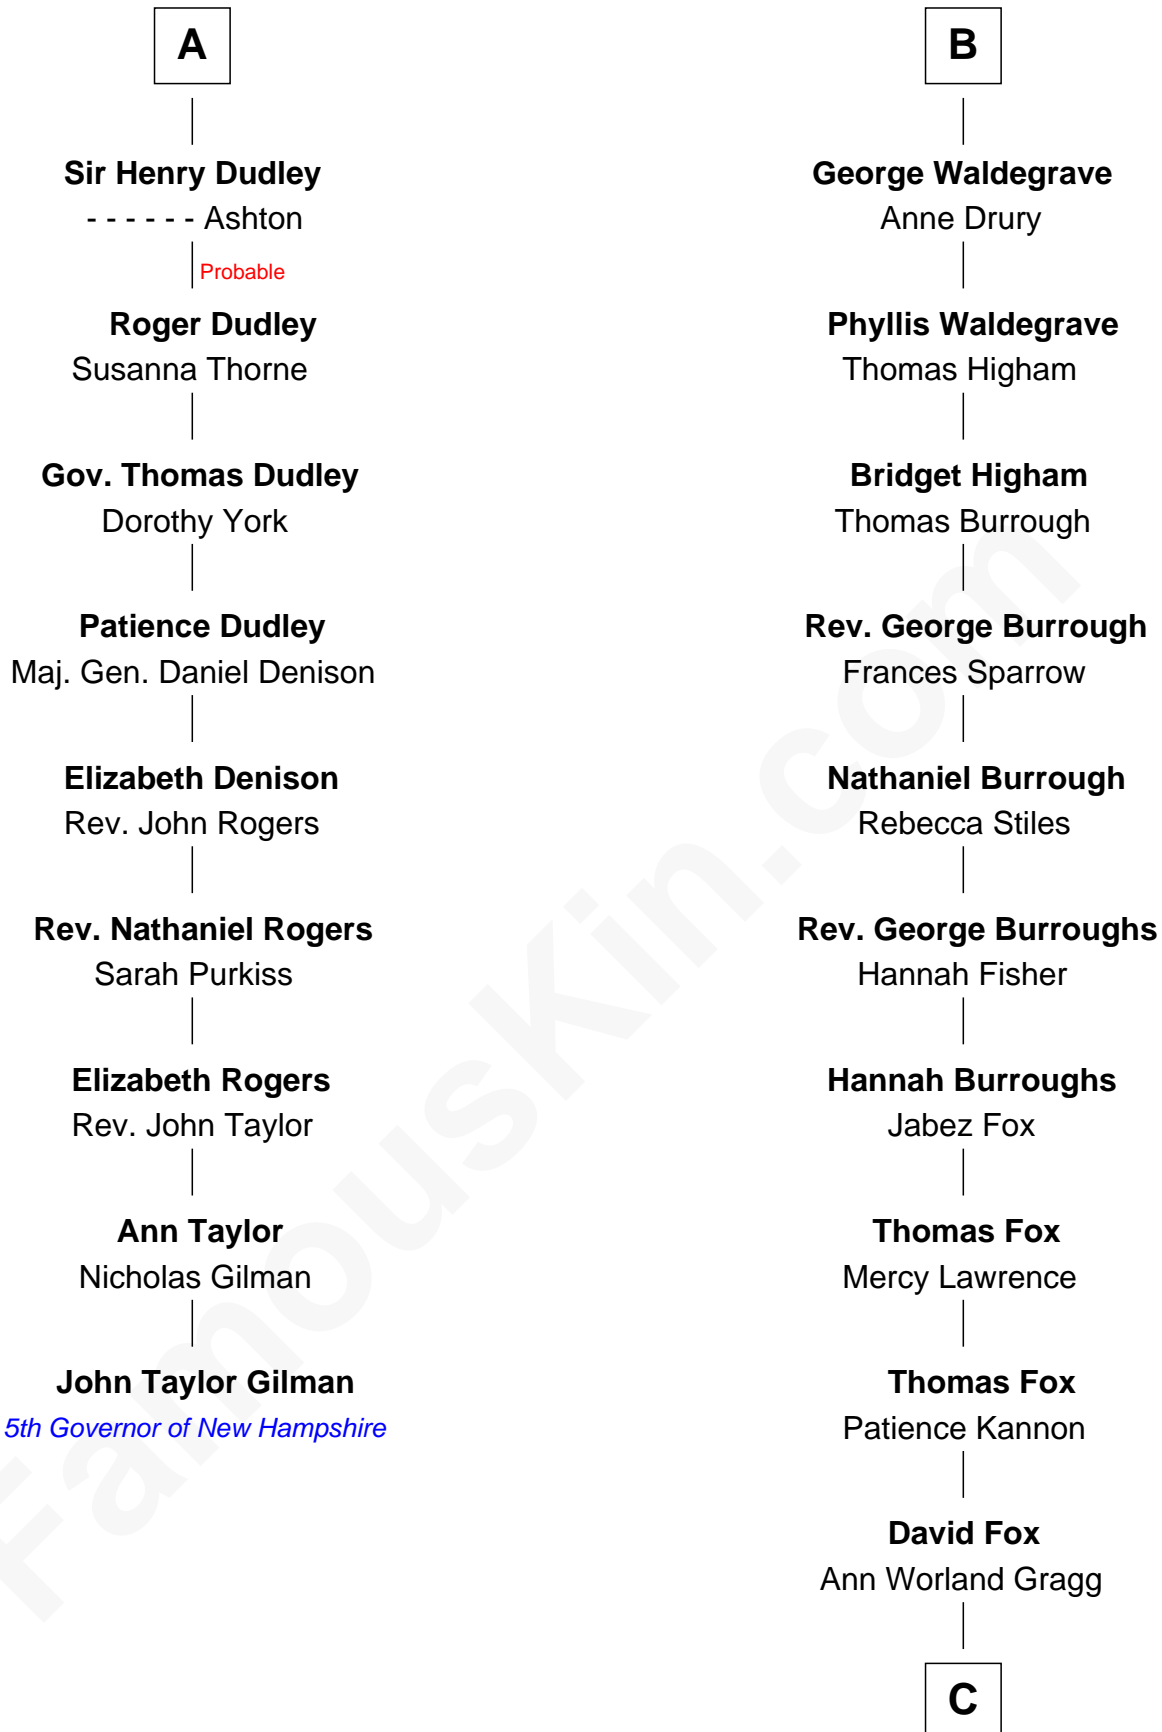 A
Sir Henry Dudley
- - - - - - Ashton
Probable
Roger Dudley
Susanna Thorne
Gov. Thomas Dudley
Dorothy York
Patience Dudley
Maj. Gen. Daniel Denison
Elizabeth Denison
Rev. John Rogers
Rev. Nathaniel Rogers
Sarah Purkiss
Elizabeth Rogers
Rev. John Taylor
Ann Taylor
Nicholas Gilman
John Taylor Gilman
5th Governor of New Hampshire
B
George Waldegrave
Anne Drury
Phyllis Waldegrave
Thomas Higham
Bridget Higham
Thomas Burrough
Rev. George Burrough
Frances Sparrow
Nathaniel Burrough
Rebecca Stiles
Rev. George Burroughs
Hannah Fisher
Hannah Burroughs
Jabez Fox
Thomas Fox
Mercy Lawrence
Thomas Fox
Patience Kannon
David Fox
Ann Worland Gragg
C
FamousKin.com